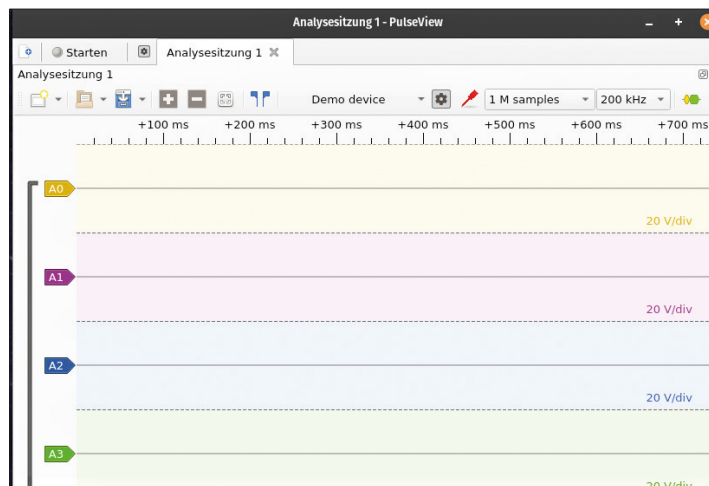 Analysesitzung 1 - PulseView
Starten
Analysesitzung 1
Analysesitzung 1
Demo device
1 M samples
200 kHz
+100 ms +200 ms +300 ms +400 ms +500 ms +600 ms +700 ms
A0
20 V/div
A1
20 V/div
A2
20 V/div
A3
20 V/div